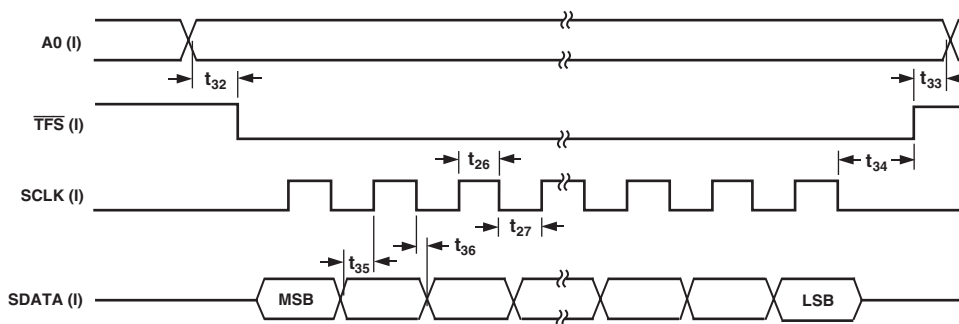 A0 (I)
t32
t33
TFS (I)
t26
t34
SCLK (I)
t27
t36
t35
SDATA (I)
MSB
LSB